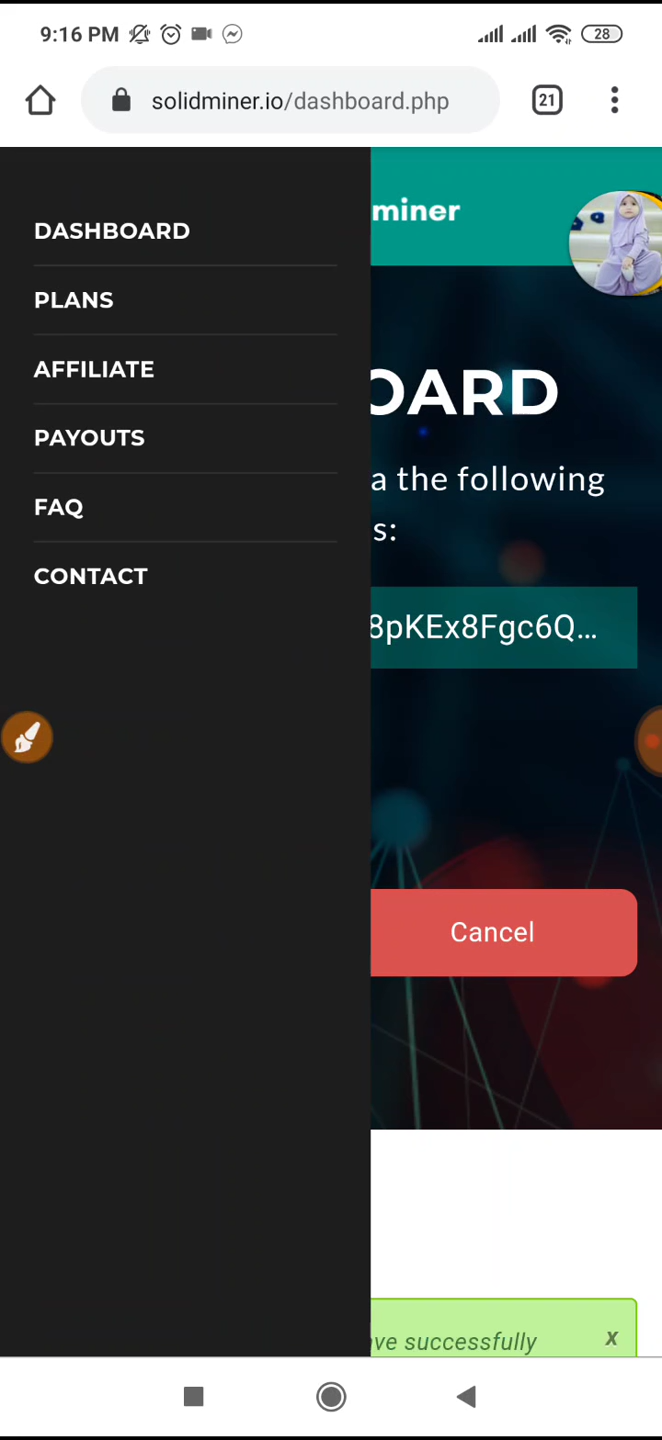 9:16 PM
28
solidminer.io/dashboard.php
21
miner
DASHBOARD
PLANS
AFFILIATE
PAYOUTS
FAQ
CONTACT
OARD
a the following
s:
8pKEx8Fgc6Q...
Cancel
ve successfully
x